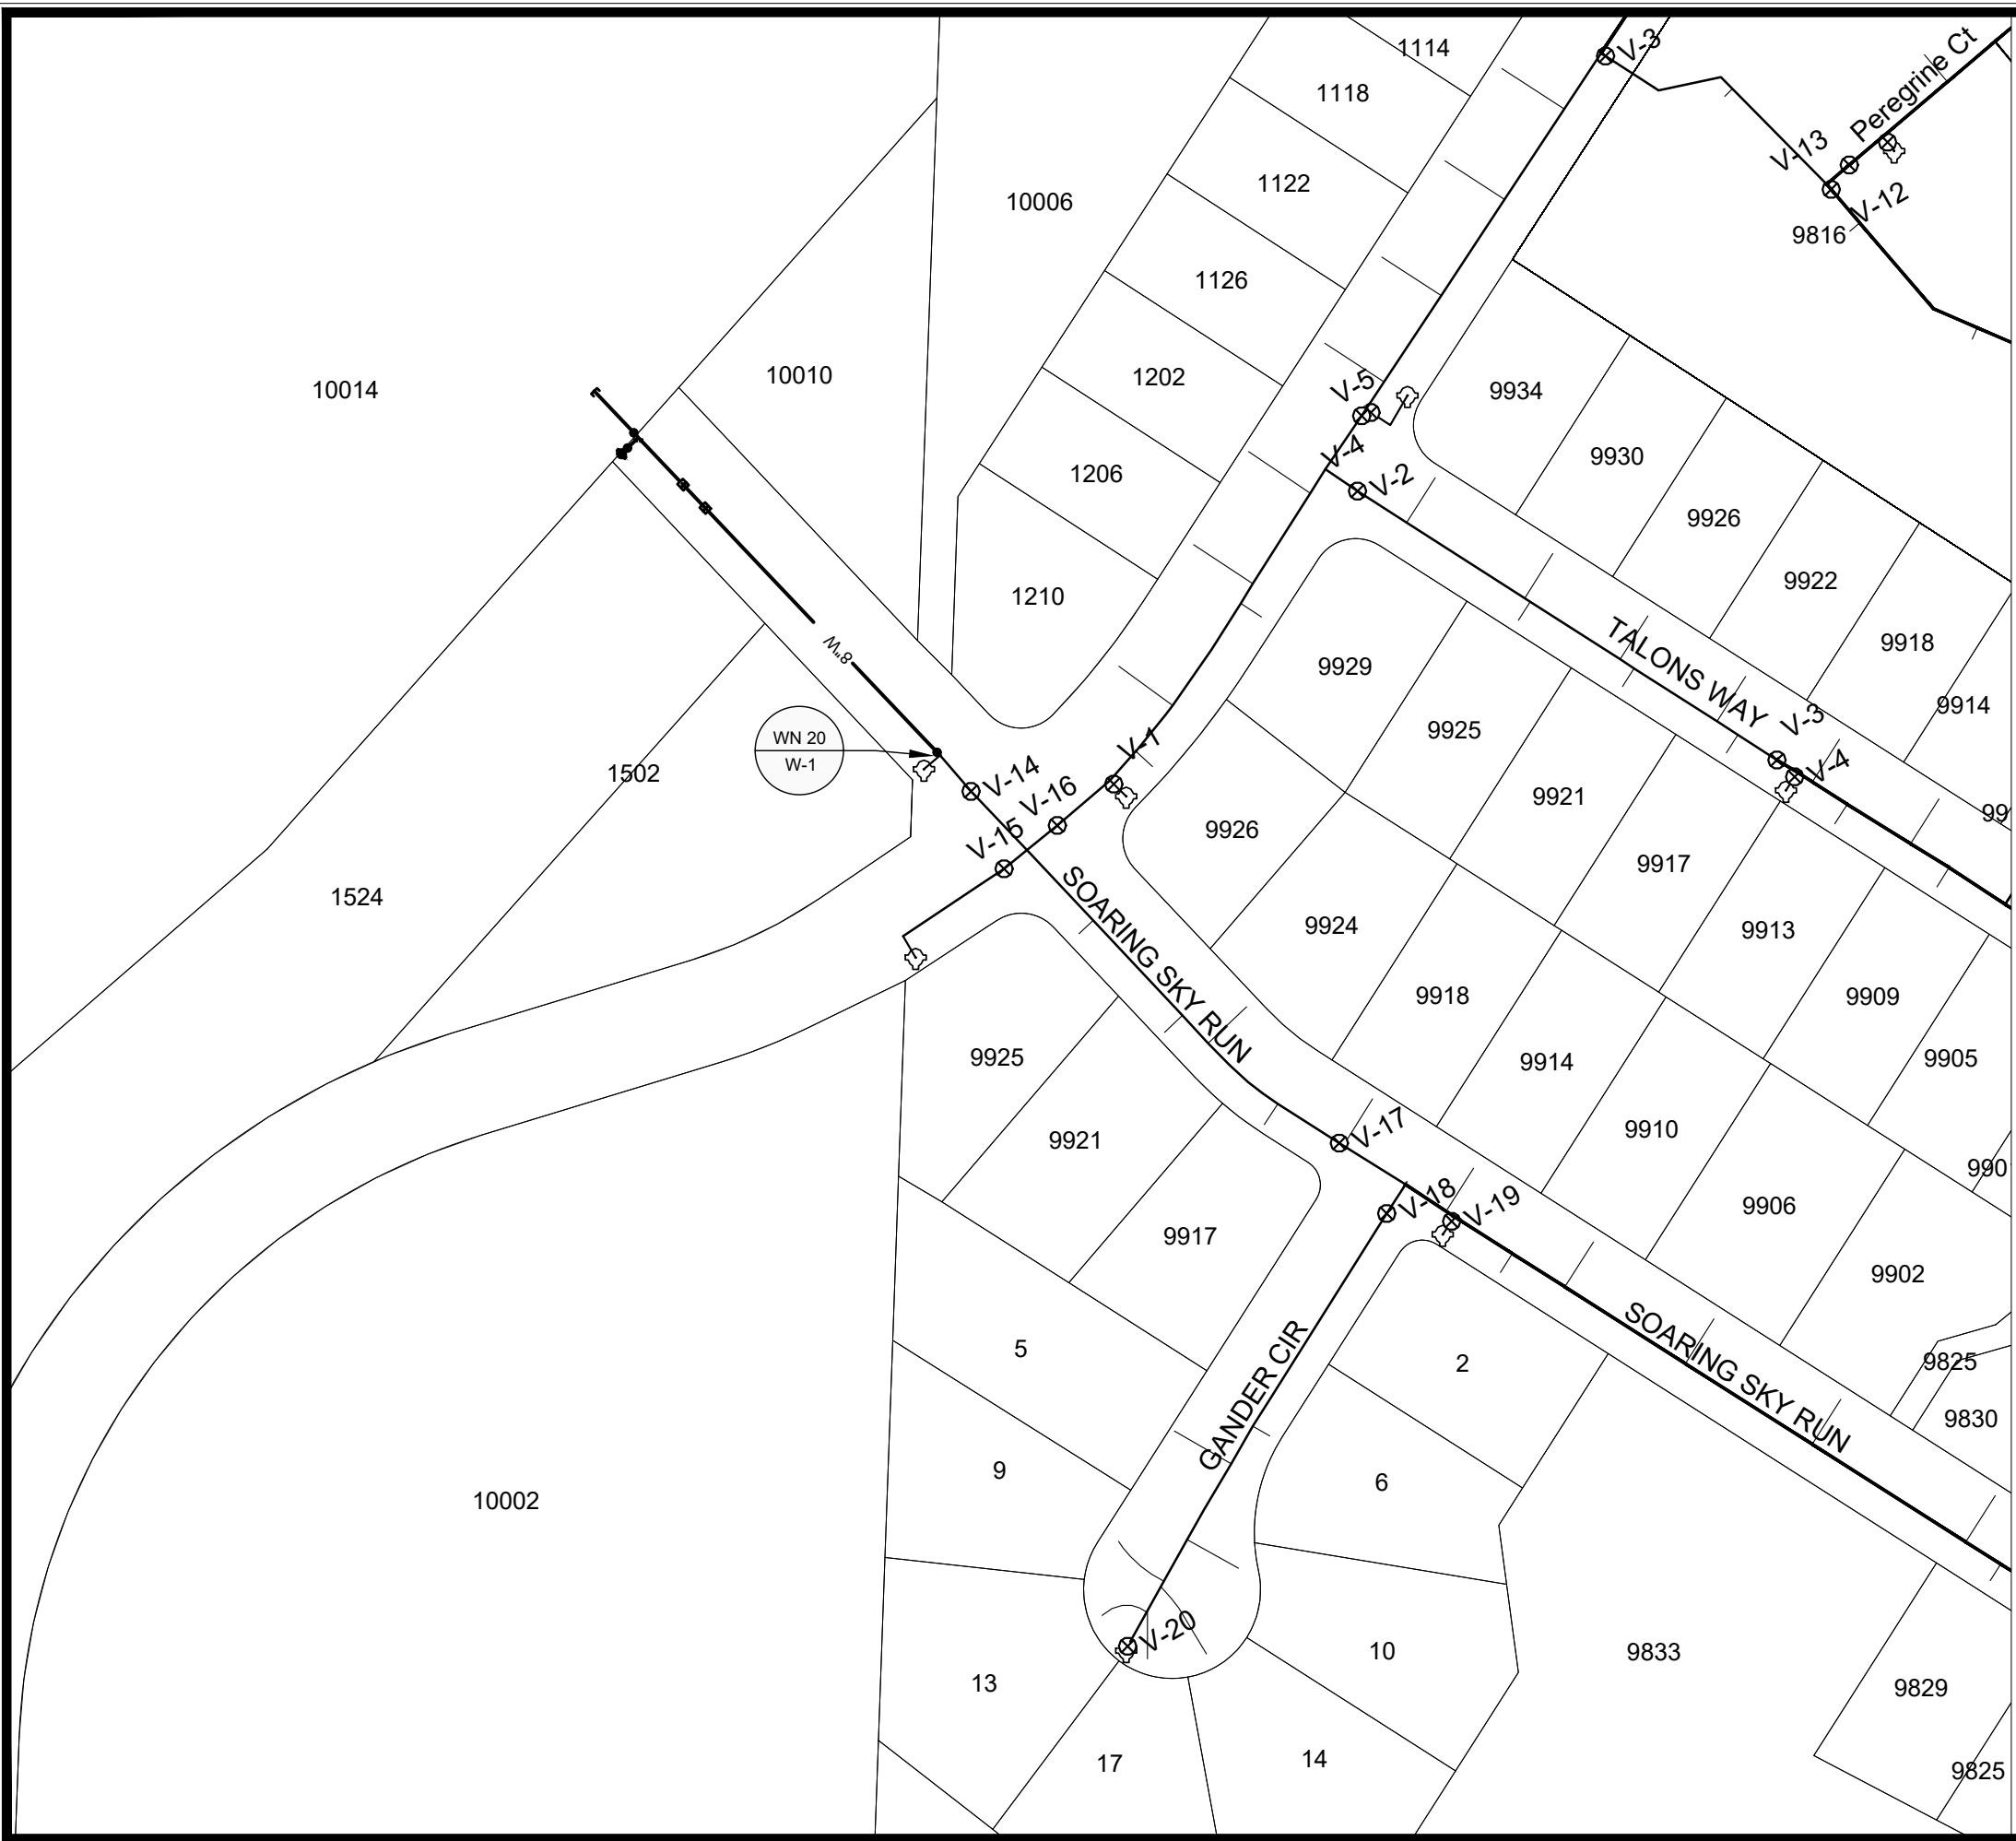 1114
V-3
Peregrine Ct
1118
V-13
1122
V-12
10006
9816
1126
10014
10010
1202
V-5
9934
V-4
9930
1206
V-2
9926
9922
1210
TALONS WAY
9918
8"W
9929
9914
9925
V-3
WN 20
W-1
1502
V-14
V-1
V-4
V-16
9921
99
V-15
9926
9917
1524
SOARING SKY RUN
9924
9913
9918
9909
9925
9914
9905
9921
V-17
9910
990
V-18
V-19
9906
9917
9902
GANDER CIR
SOARING SKY RUN
5
2
9825
9830
9
6
10002
V-20
10
9833
13
9829
17
14
9825